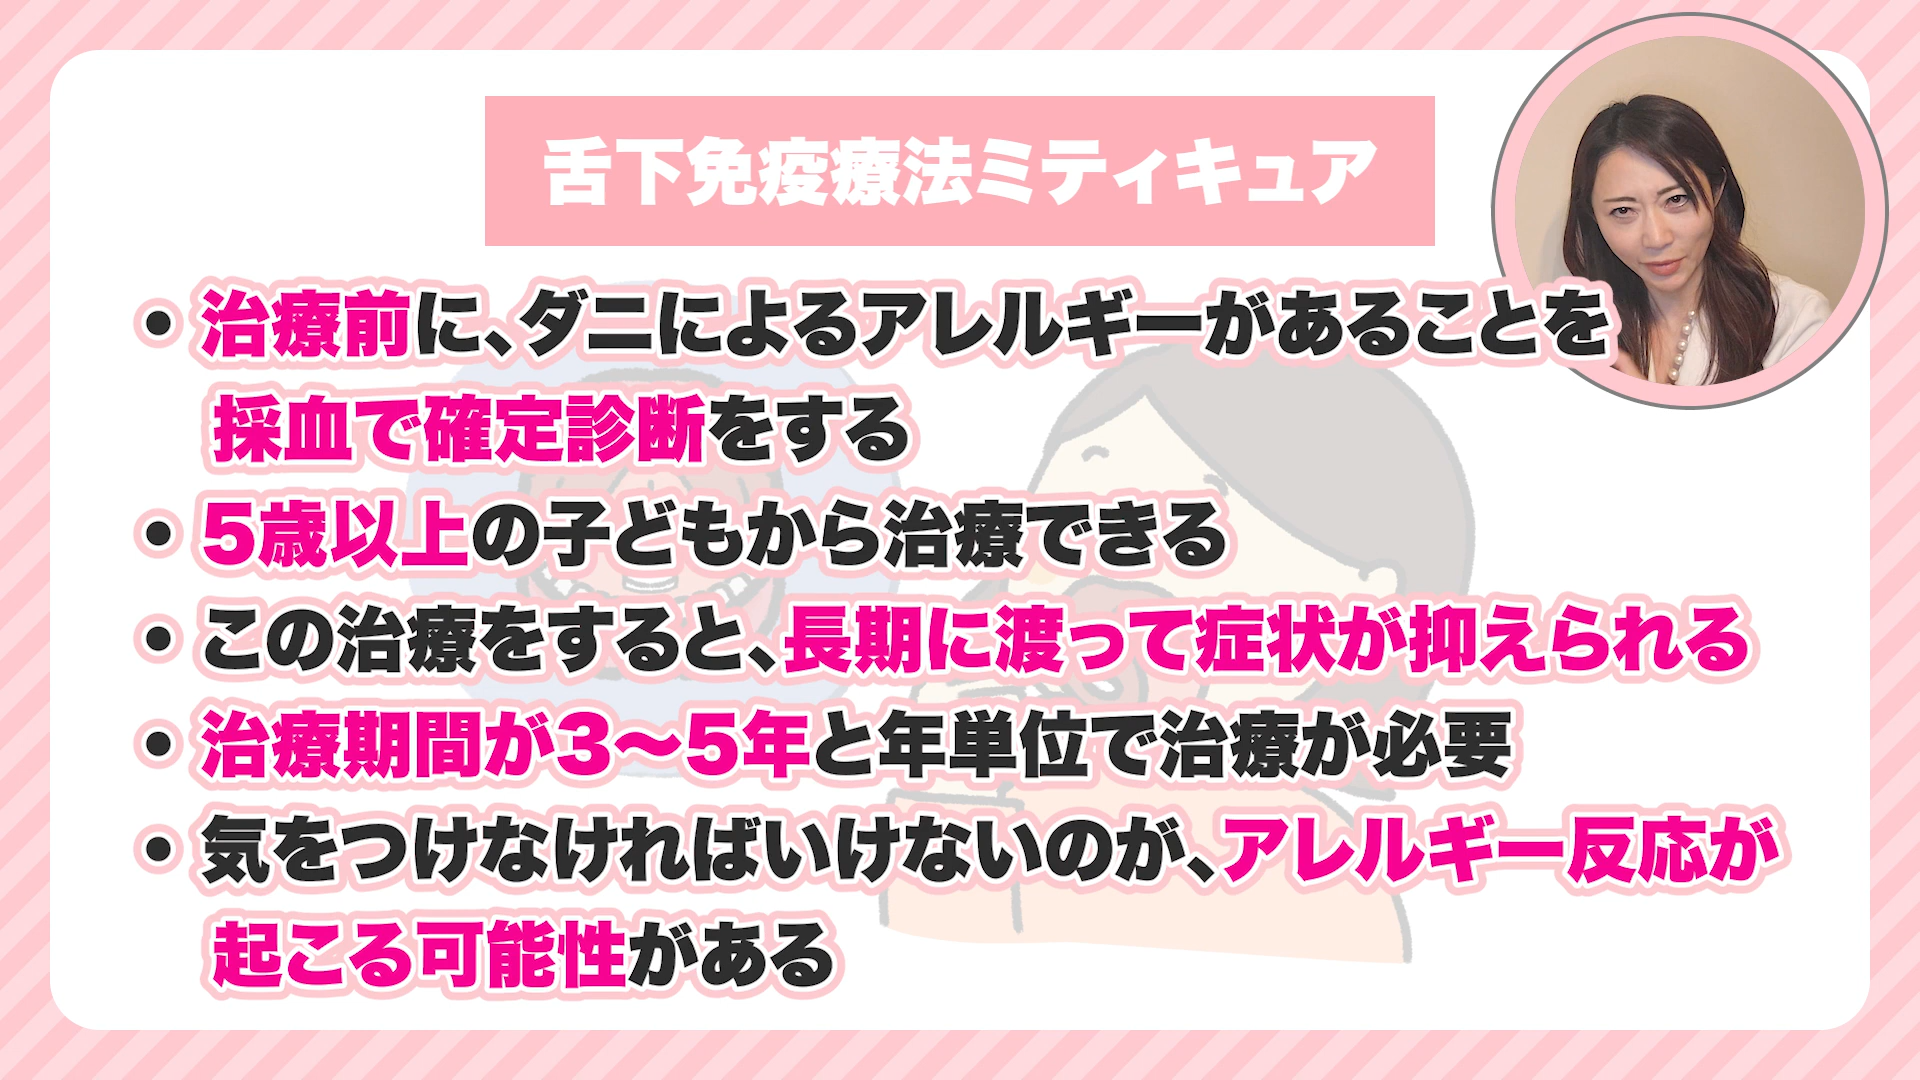 舌下免疫療法ミティキュア
・治療前に、ダニによるアレルギーがあることを
採血で確定診断をする
・5歳以上の子どもから治療できる
・この治療をすると、長期に渡って症状が抑えられる
・治療期間が3〜5年と年単位で治療が必要
・気をつけなければいけないのが、アレルギー反応が
起こる可能性がある